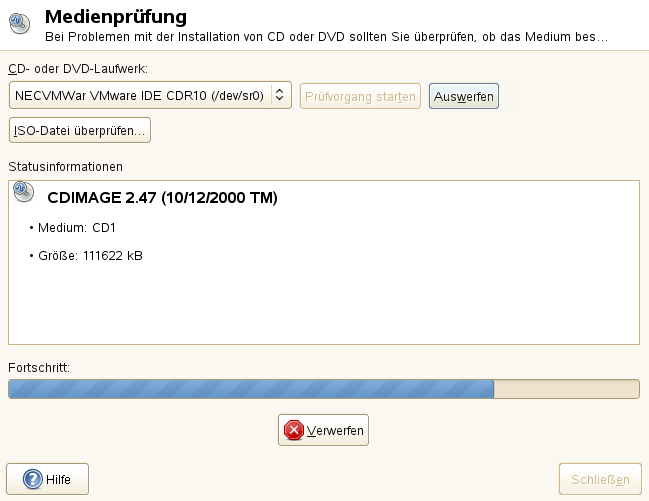 Medienprüfung
Bei Problemen mit der Installation von CD oder DVD sollten Sie überprüfen, ob das Medium bes...
CD- oder DVD-Laufwerk:
NECVMWar VMware IDE CDR10 (/dev/sr0) Prüfvorgang starten Auswerfen
ISO-Datei überprüfen...
Statusinformationen
CDIMAGE 2.47 (10/12/2000 TM)
• Medium: CD1
• Größe: 111622 kB
Fortschritt:
Verwerfen
Hilfe Schließen